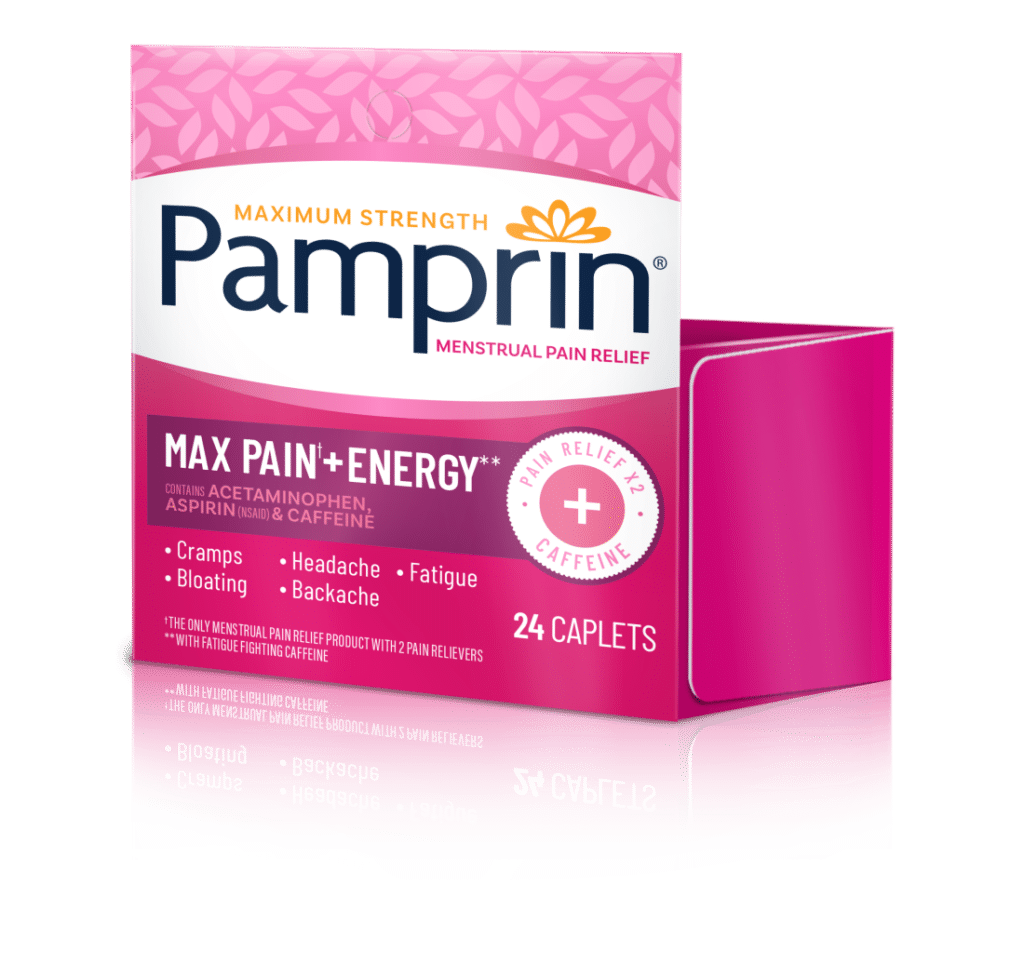 MAXIMUM STRENGTH
Pamprin®
MENSTRUAL PAIN RELIEF
MAX PAIN†+ENERGY**
CONTAINS ACETAMINOPHEN,
ASPIRIN (NSAID) & CAFFEINE
PAIN RELIEF X2
CAFFEINE
• Cramps
• Bloating
• Headache
• Backache
• Fatigue
24 CAPLETS
†THE ONLY MENSTRUAL PAIN RELIEF PRODUCT WITH 2 PAIN RELIEVERS
**WITH FATIGUE FIGHTING CAFFEINE